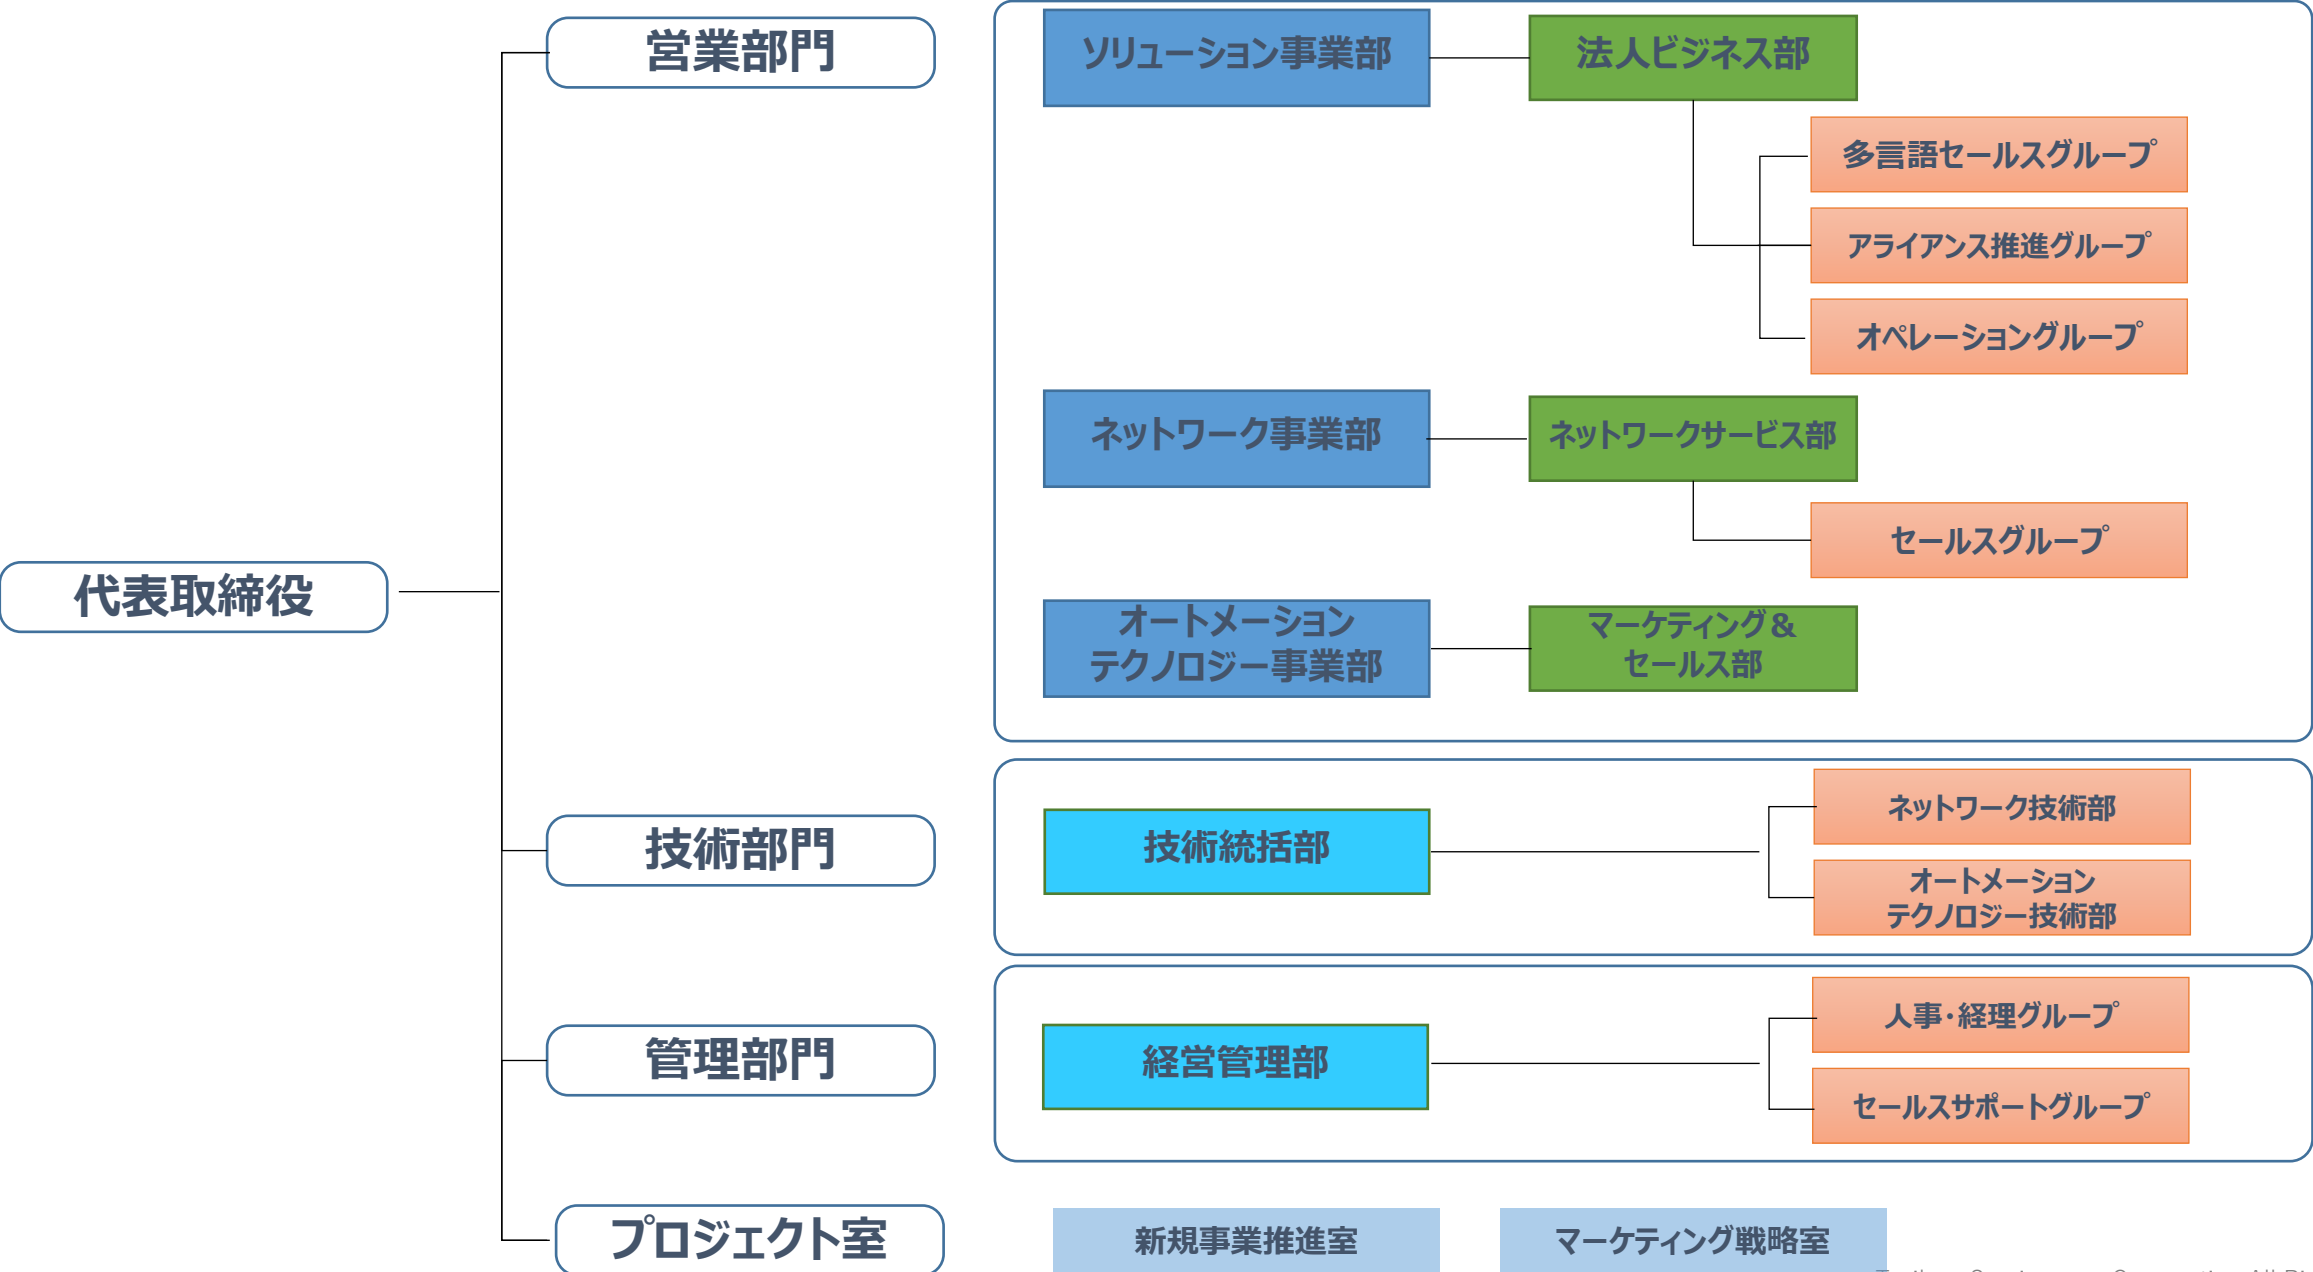 営業部門
ソリューション事業部
法人ビジネス部
多言語セールスグループ
アライアンス推進グループ
オペレーショングループ
ネットワーク事業部
ネットワークサービス部
セールスグループ
代表取締役
オートメーション
テクノロジー事業部
マーケティング&
セールス部
技術部門
技術統括部
ネットワーク技術部
オートメーション
テクノロジー技術部
管理部門
経営管理部
人事・経理グループ
セールスサポートグループ
プロジェクト室
新規事業推進室
マーケティング戦略室